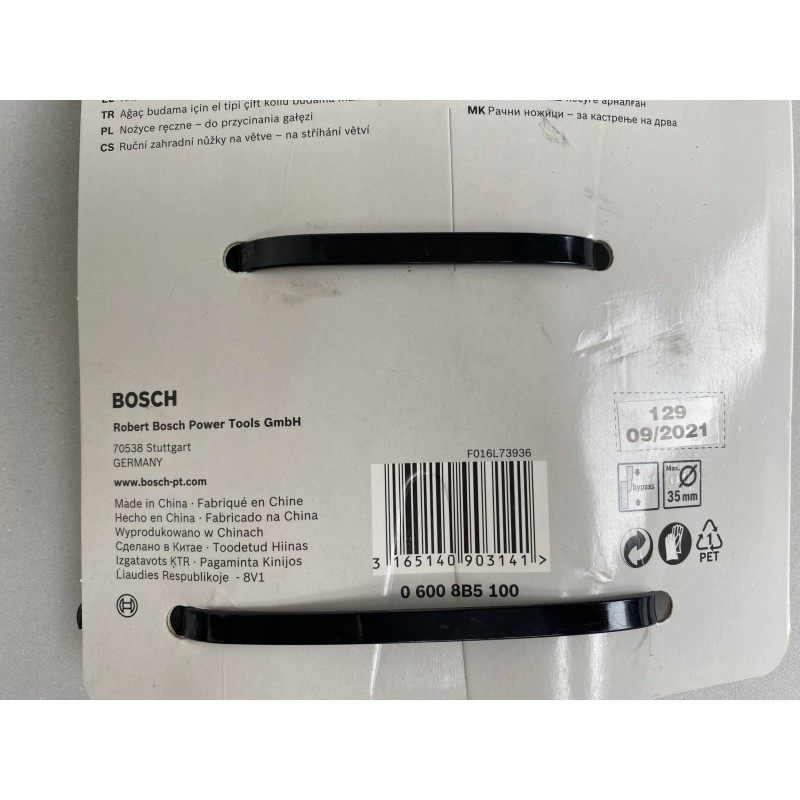 TR Ağaç budama için el tipi çift kollu budama
PL Nożyce ręczne – do przycinania gałęzi
CS Ruční zahradní nůžky na větve – na stříhání větví
арналған
MK Рачни ножици – за кастрење на дрва
BOSCH
Robert Bosch Power Tools GmbH
70538 Stuttgart
GERMANY
www.bosch-pt.com
Made in China · Fabriqué en Chine
Hecho en China · Fabricado na China
Wyprodukowano w Chinach
Сделано в Китае · Toodetud Hiinas
Izgatavots ĶTR · Pagaminta Kinijos
Liaudies Respublikoje - 8V1
F016L73936
3 165140 903141 >
0 600 8B5 100
129
09/2021
bypass
Max. Ø
35 mm
1
PET